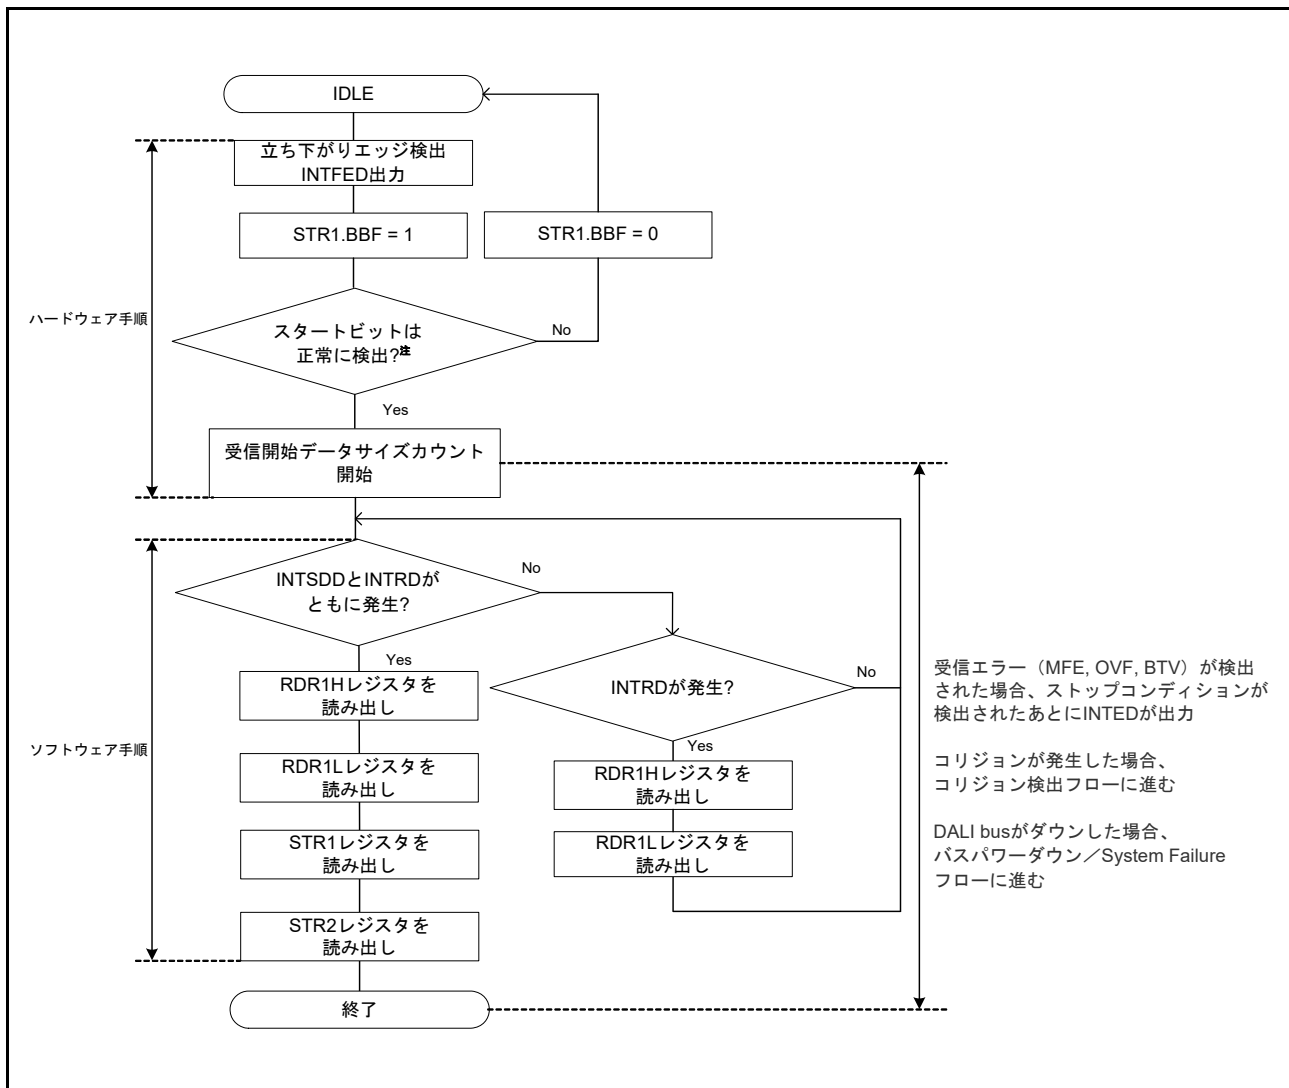 IDLE
立ち下がりエッジ検出
INTFED出力
STR1.BBF = 1
STR1.BBF = 0
ハードウェア手順
スタートビットは
正常に検出?注
No
Yes
受信開始データサイズカウント
開始
INTSDDとINTRDが
ともに発生?
No
Yes
INTRDが発生?
No
Yes
RDR1Hレジスタを
読み出し
RDR1Lレジスタを
読み出し
ソフトウェア手順
RDR1Hレジスタを
読み出し
RDR1Lレジスタを
読み出し
STR1レジスタを
読み出し
STR2レジスタを
読み出し
終了
受信エラー（MFE, OVF, BTV）が検出
された場合、ストップコンディションが
検出されたあとにINTEDが出力
コリジョンが発生した場合、
コリジョン検出フローに進む
DALI busがダウンした場合、
バスパワーダウン／System Failure
フローに進む